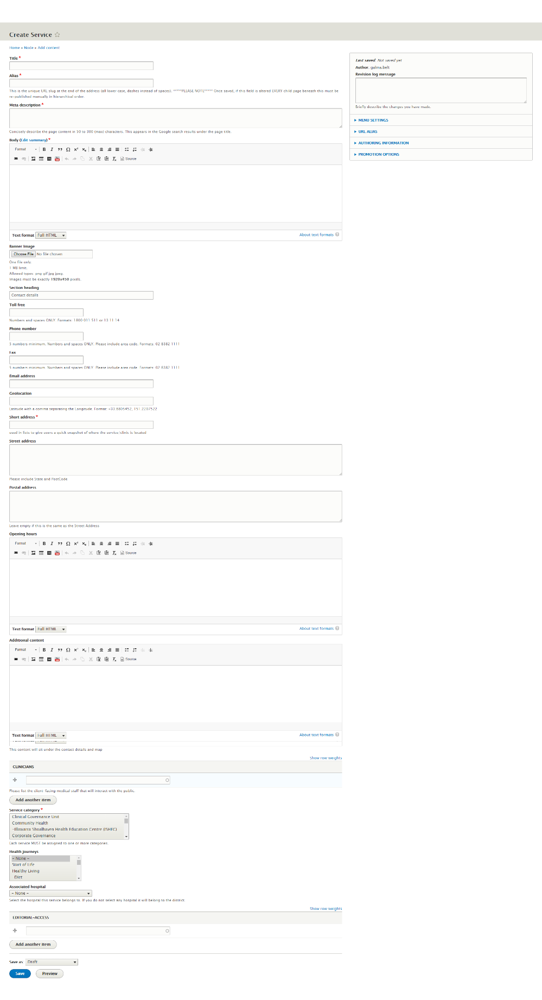 Create Service
Home » Node » Add content
Title *
Alias *
This is the unique URL slug at the end of the address (all lower case, dashes instead of spaces). *****PLEASE NOTE***** Once saved, if this field is altered EVERY child page beneath this must be
re-published manually in hierarchical order.
Meta description *
Concisely describe the page content in 50 to 300 (max) characters. This appears in the Google search results under the page title.
Body (Edit summary) *
Format
Source
Text format Full HTML
About text formats
Banner Image
Choose File No file chosen
One file only.
1 MB limit.
Allowed types: png gif jpg jpeg.
Images must be exactly 1920x450 pixels.
Section heading
Contact details
Toll free
Numbers and spaces ONLY. Formats: 1800 011 511 or 13 11 14
Phone number
5 numbers minimum. Numbers and spaces ONLY. Please include area code. Formats: 02 8382 1111
Fax
5 numbers minimum. Numbers and spaces ONLY. Please include area code. Formats: 02 8382 1111
Email address
Geolocation
Latitude with a comma separating the Longitude. Format: -33.8805452, 151.2207522
Short address *
used in lists to give users a quick snapshot of where the service/clinic is located
Street address
Please include State and PostCode
Postal address
Leave empty if this is the same as the Street Address
Opening hours
Format
Source
Text format Full HTML
About text formats
Additional content
Format
Source
Text format Full HTML
About text formats
This content will sit under the contact details and map
Show row weights
CLINICIANS
Please list the client-facing medical staff that will interact with the public.
Add another item
Service category *
Clinical Governance Unit
Community Health
-Illawarra Shoalhaven Health Education Centre (ISHEC)
Corporate Governance
Each service MUST be assigned to one or more categories.
Health journeys
- None -
Start of Life
Healthy Living
-Diet
Associated hospital
- None -
Select the hospital this service belongs to. If you do not select any hospital it will belong to the district.
Show row weights
EDITORIAL-ACCESS
Add another item
Save as: Draft
Save Preview
Last saved: Not saved yet
Author: galina.belt
Revision log message
Briefly describe the changes you have made.
MENU SETTINGS
URL ALIAS
AUTHORING INFORMATION
PROMOTION OPTIONS